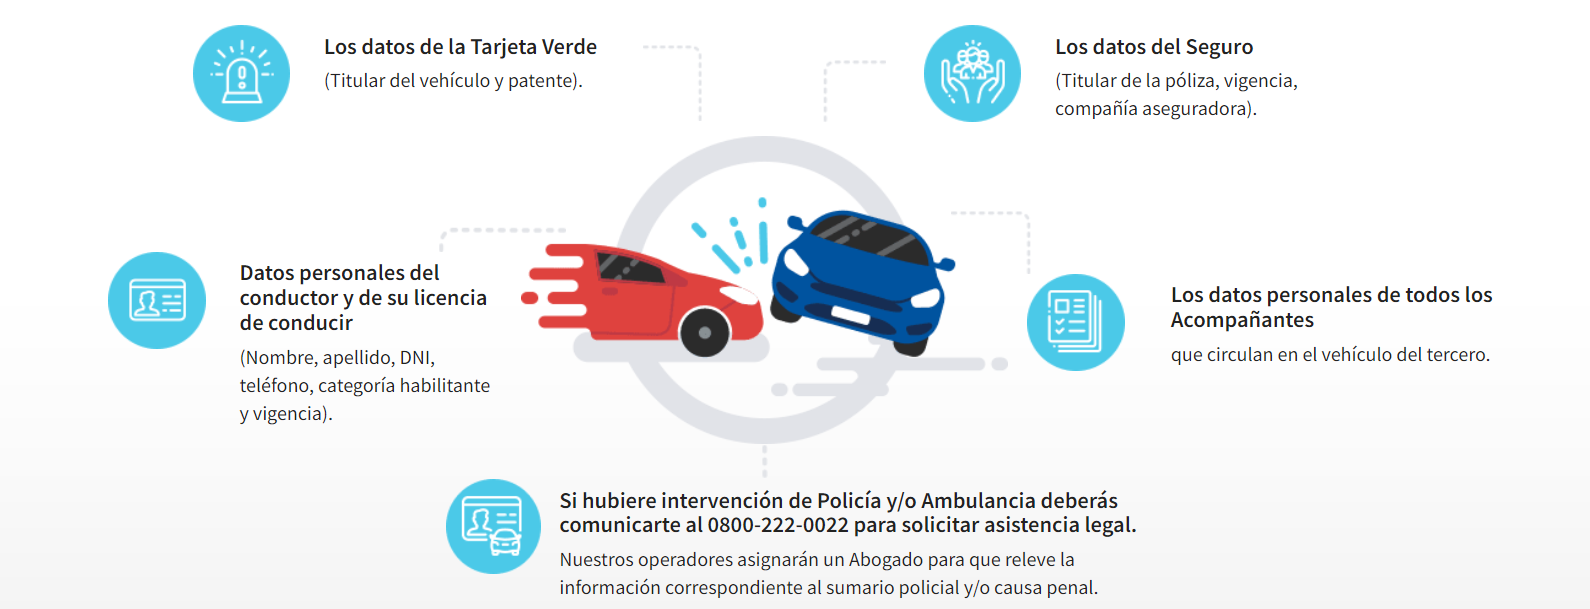 Los datos de la Tarjeta Verde
(Titular del vehículo y patente).
Los datos del Seguro
(Titular de la póliza, vigencia,
compañía aseguradora).
Datos personales del
conductor y de su licencia
de conducir
(Nombre, apellido, DNI,
teléfono, categoría habilitante
y vigencia).
Los datos personales de todos los
Acompañantes
que circulan en el vehículo del tercero.
Si hubiere intervención de Policía y/o Ambulancia deberás
comunicarte al 0800-222-0022 para solicitar asistencia legal.
Nuestros operadores asignarán un Abogado para que releve la
información correspondiente al sumario policial y/o causa penal.